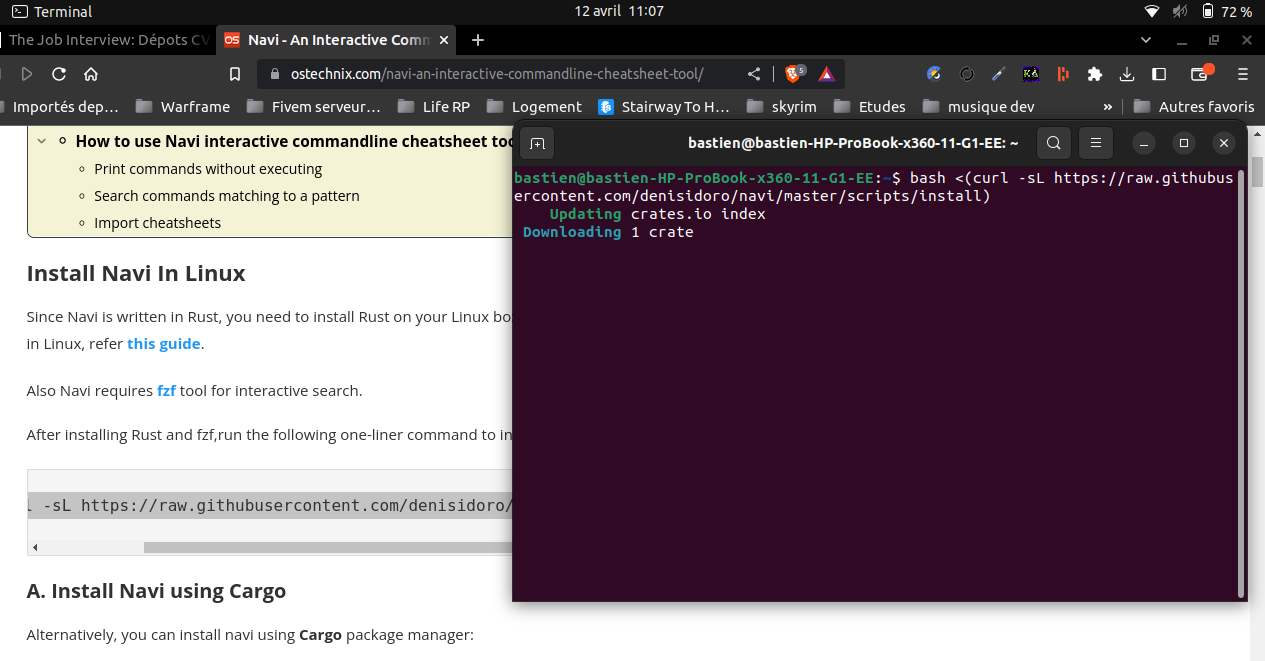 Terminal
12 avril 11:07
72 %
The Job Interview: Dépots CV
Navi - An Interactive Comm
ostechnix.com/navi-an-interactive-commandline-cheatsheet-tool/
5
Importés dep…
Warframe
Fivem serveur…
Life RP
Logement
Stairway To H…
skyrim
Etudes
musique dev
»
Autres favoris
How to use Navi interactive commandline cheatsheet too
Print commands without executing
Search commands matching to a pattern
Import cheatsheets
Install Navi In Linux
Since Navi is written in Rust, you need to install Rust on your Linux box
in Linux, refer this guide.
Also Navi requires fzf tool for interactive search.
After installing Rust and fzf,run the following one-liner command to in
l -sL https://raw.githubusercontent.com/denisidoro/
A. Install Navi using Cargo
Alternatively, you can install navi using Cargo package manager:
bastien@bastien-HP-ProBook-x360-11-G1-EE: ~
bastien@bastien-HP-ProBook-x360-11-G1-EE:~$ bash <(curl -sL https://raw.githubus
ercontent.com/denisidoro/navi/master/scripts/install)
Updating crates.io index
Downloading 1 crate